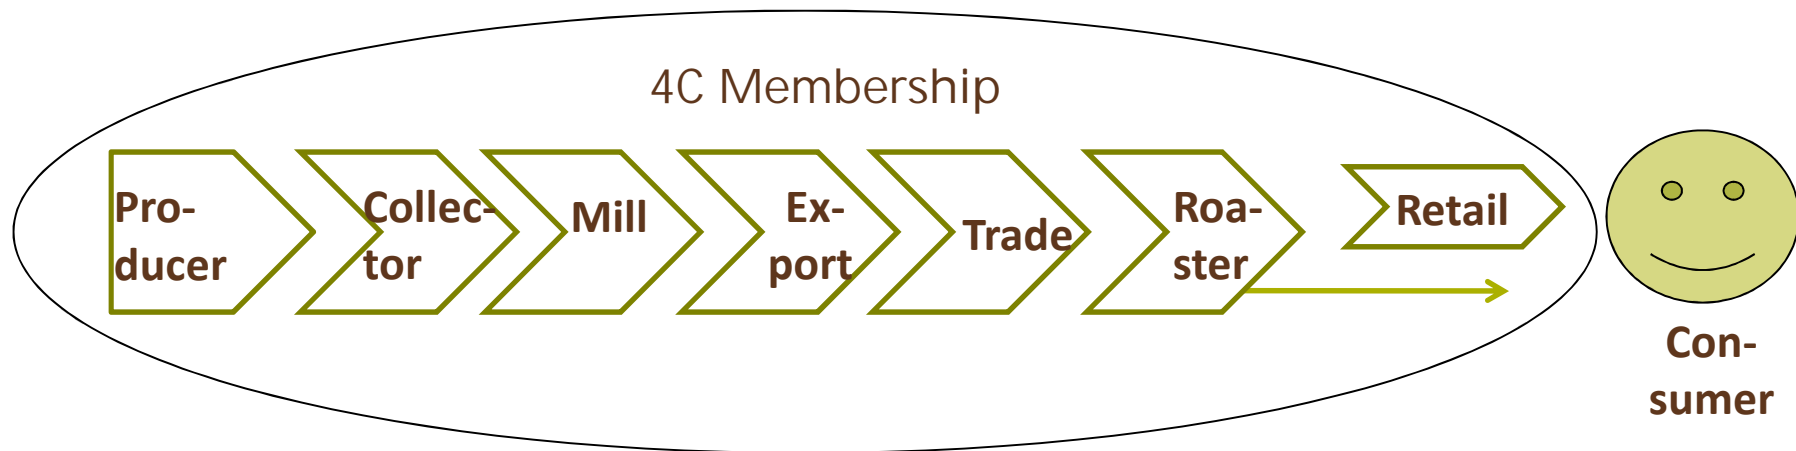 4C Membership
Pro-
ducer
Collec-
tor
Mill
Ex-
port
Trade
Roa-
ster
Retail
Con-
sumer